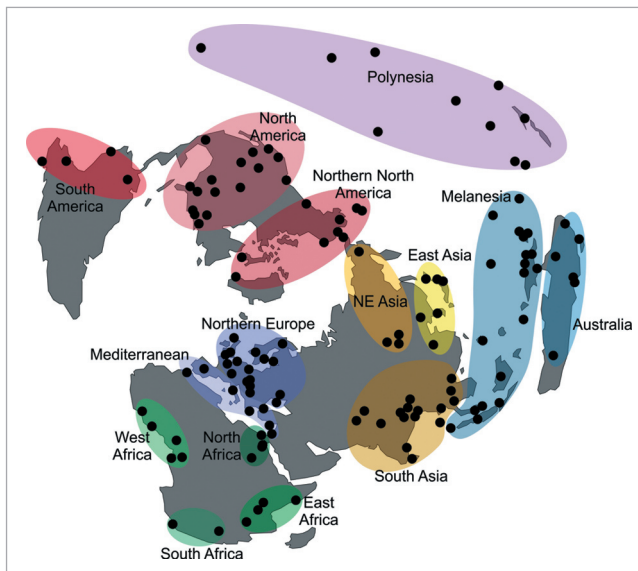 Polynesia
North
America
Northern North
America
South
America
Melanesia
East Asia
NE Asia
Australia
Northern Europe
Mediterranean
West
Africa
North
Africa
South Asia
East
Africa
South Africa